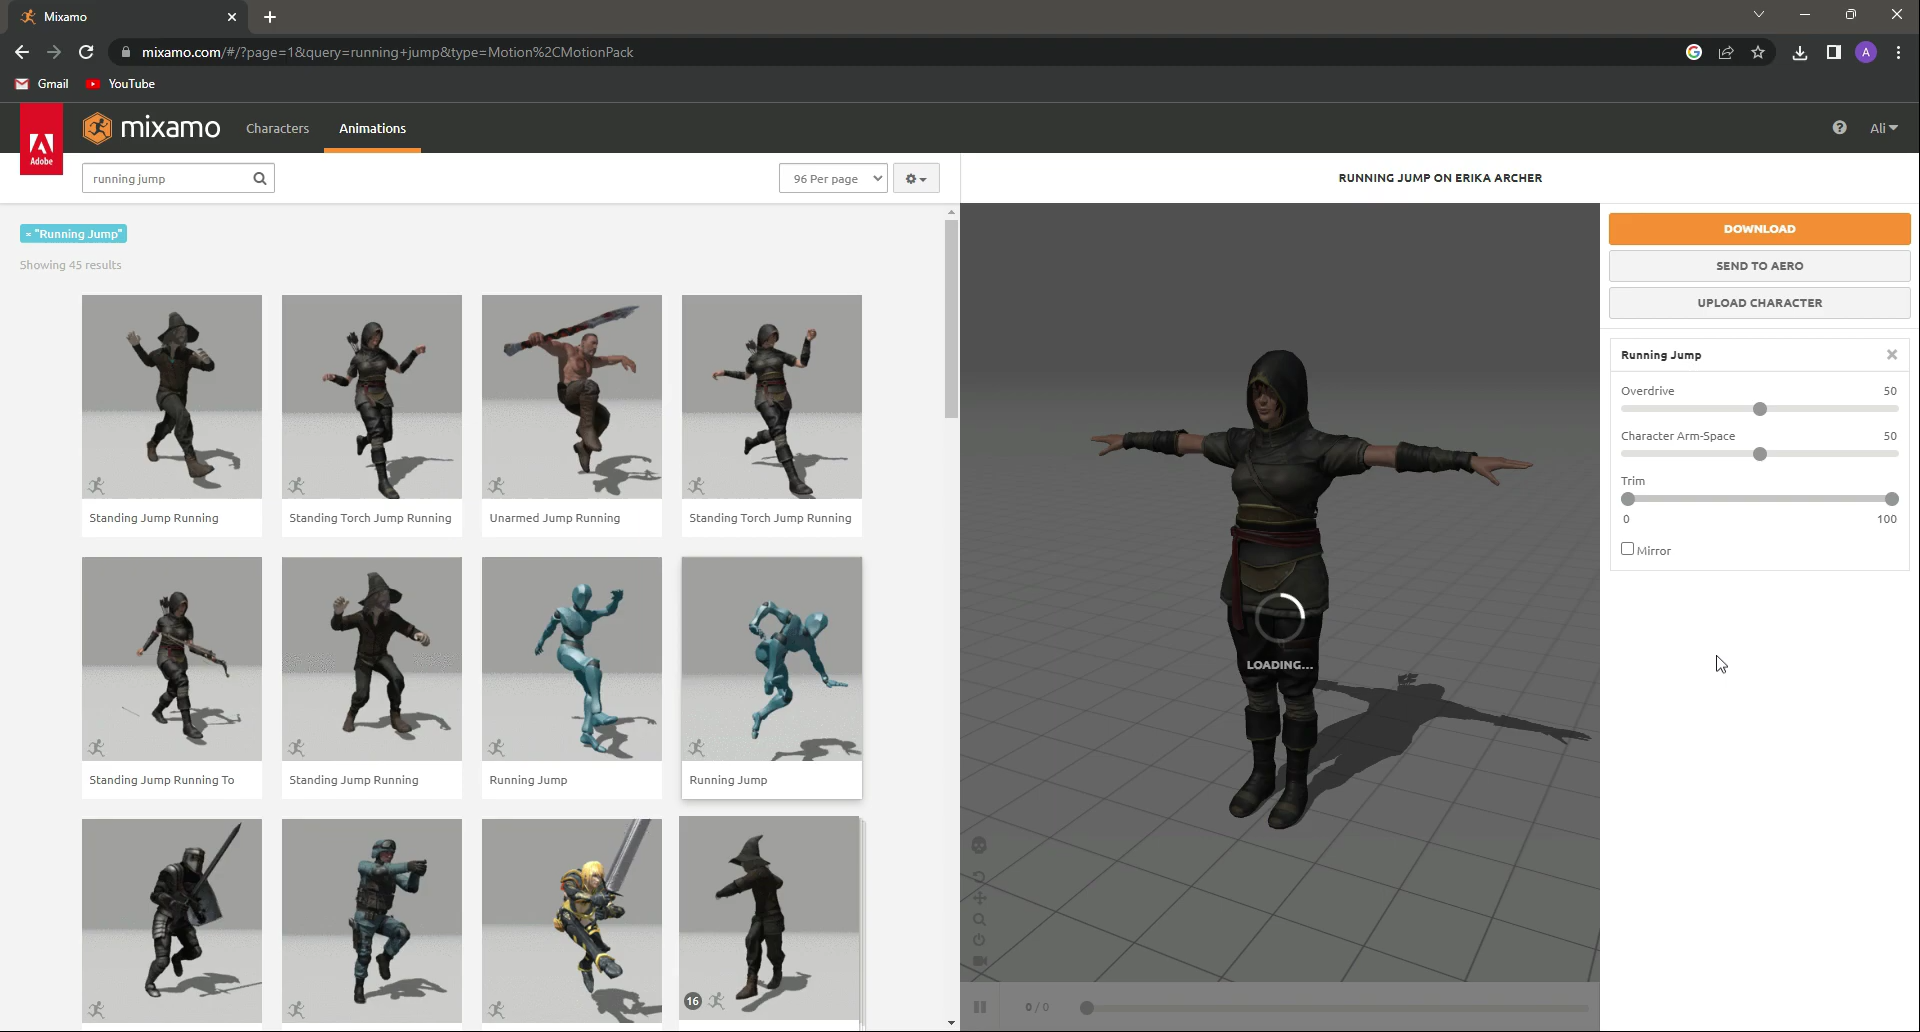 Mixamo
mixamo.com/#/?page=1&query=running+jump&type=Motion%2CMotionPack
A
Gmail
YouTube
Adobe
mixamo
Characters
Animations
Ali
running jump
96 Per page
RUNNING JUMP ON ERIKA ARCHER
× "Running Jump"
Showing 45 results
DOWNLOAD
SEND TO AERO
UPLOAD CHARACTER
Running Jump
Overdrive 50
Character Arm-Space 50
Trim
0 100
Mirror
Standing Jump Running
Standing Torch Jump Running
Unarmed Jump Running
Standing Torch Jump Running
LOADING...
Standing Jump Running To
Standing Jump Running
Running Jump
Running Jump
16
0 / 0